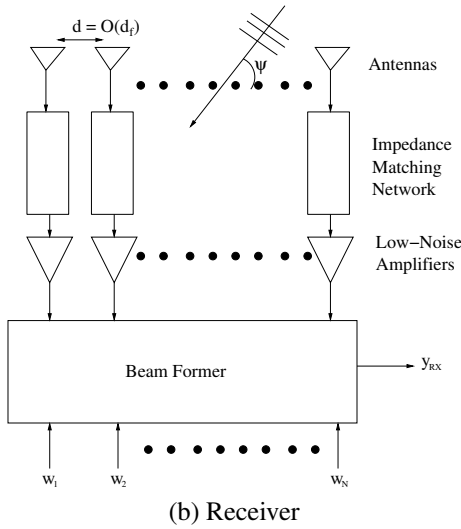 d = O(d_f)
ψ
Antennas
Impedance
Matching
Network
Low−Noise
Amplifiers
Beam Former
y_RX
w_1 w_2 w_N
(b) Receiver